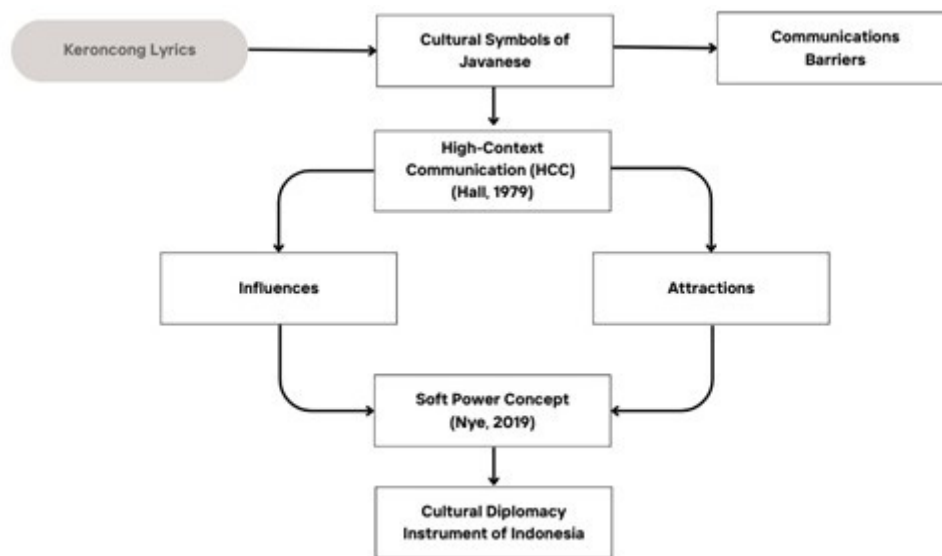 Keroncong Lyrics
Cultural Symbols of
Javanese
Communications
Barriers
High-Context
Communication (HCC)
(Hall, 1979)
Influences
Attractions
Soft Power Concept
(Nye, 2019)
Cultural Diplomacy
Instrument of Indonesia